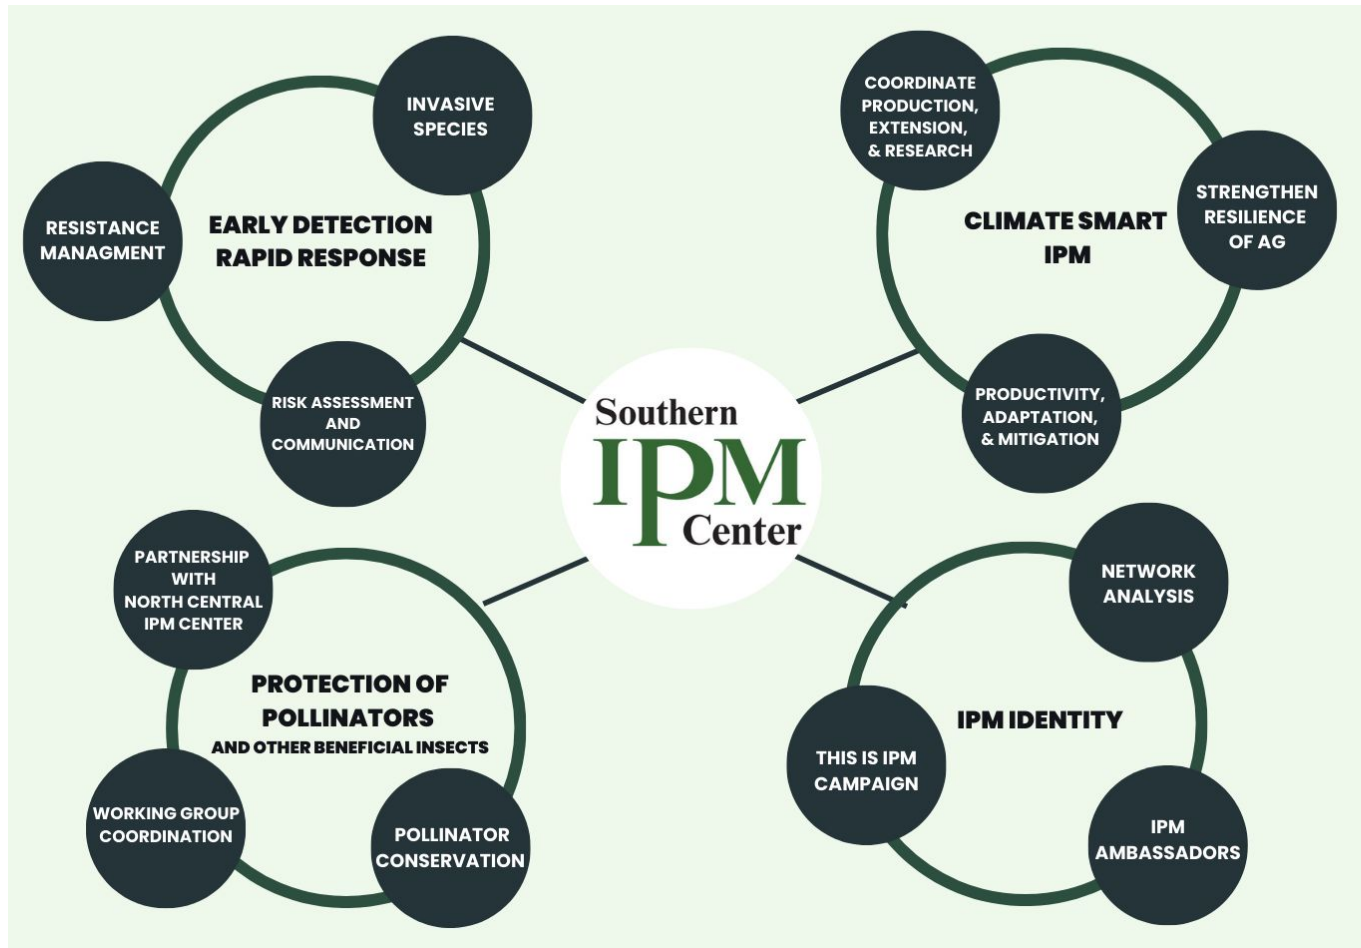 INVASIVE
SPECIES
RESISTANCE
MANAGMENT
EARLY DETECTION
RAPID RESPONSE
RISK ASSESSMENT
AND
COMMUNICATION
COORDINATE
PRODUCTION,
EXTENSION,
& RESEARCH
STRENGTHEN
RESILIENCE
OF AG
CLIMATE SMART
IPM
PRODUCTIVITY,
ADAPTATION,
& MITIGATION
Southern
IPM
Center
PARTNERSHIP
WITH
NORTH CENTRAL
IPM CENTER
PROTECTION OF
POLLINATORS
AND OTHER BENEFICIAL INSECTS
WORKING GROUP
COORDINATION
POLLINATOR
CONSERVATION
NETWORK
ANALYSIS
IPM IDENTITY
THIS IS IPM
CAMPAIGN
IPM
AMBASSADORS